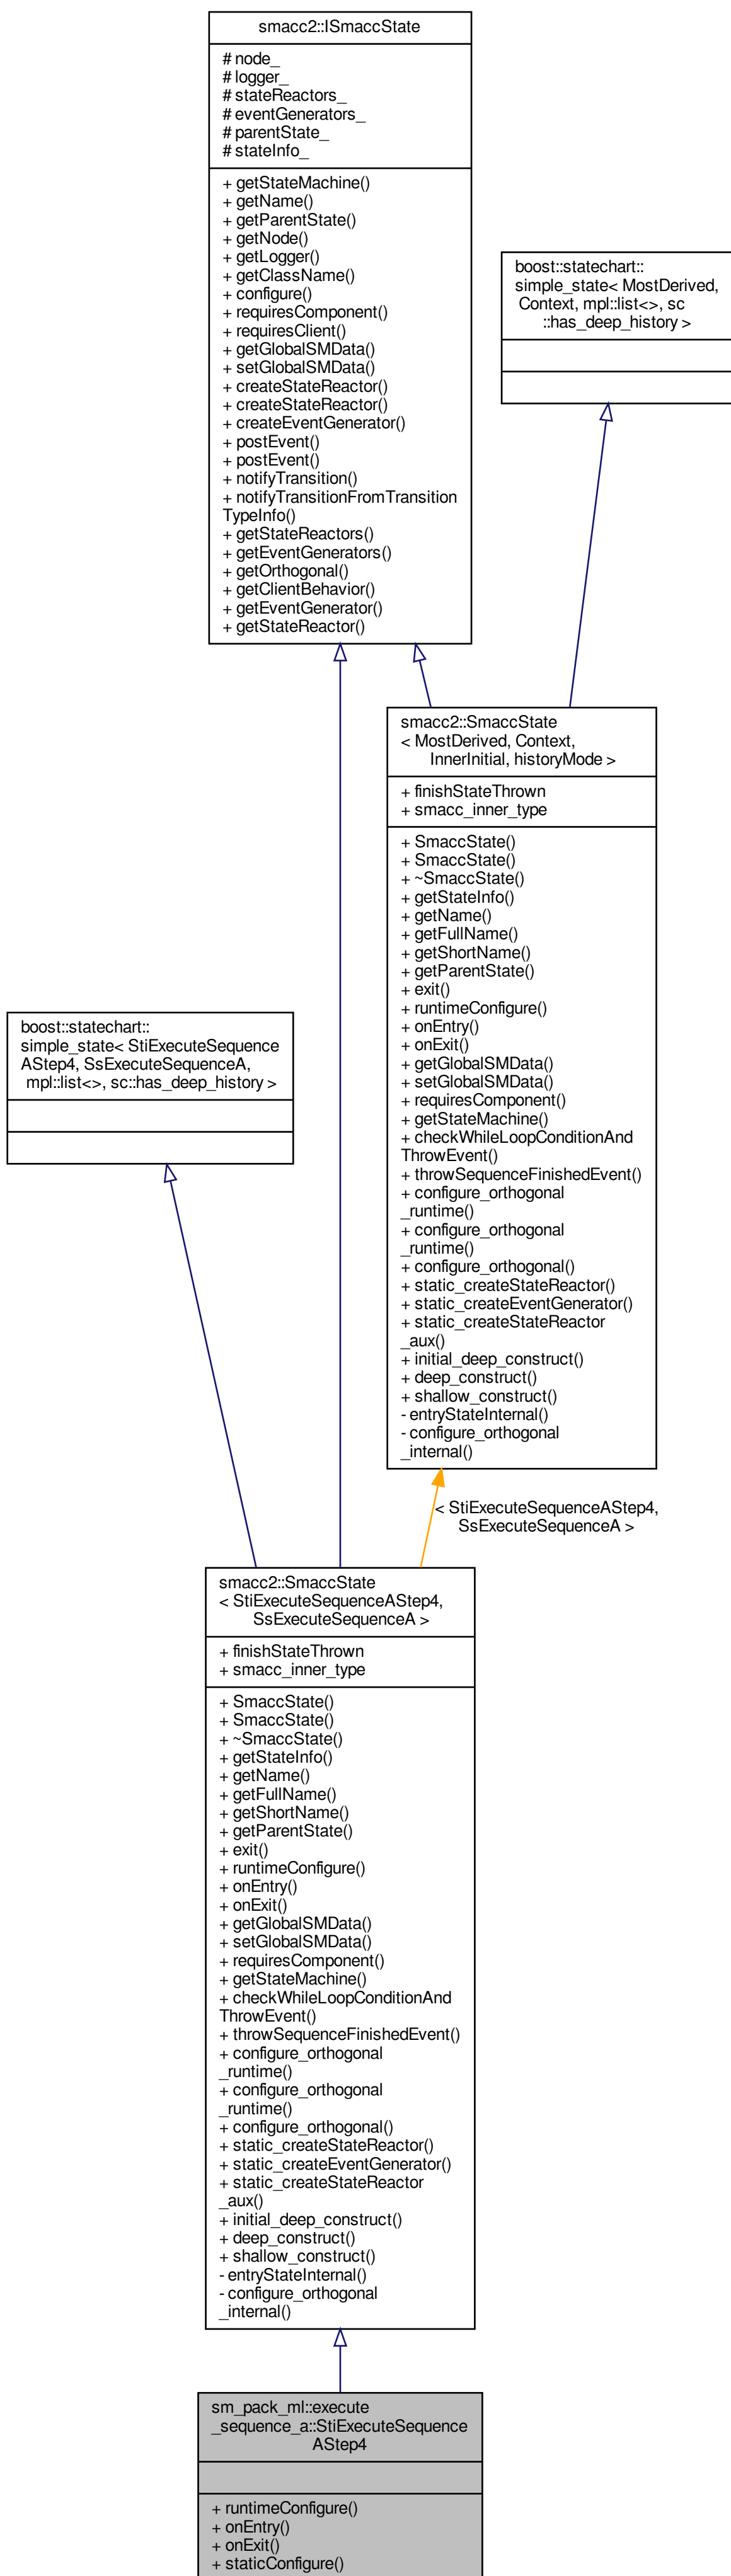 smacc2::ISmaccState
# node_
# logger_
# stateReactors_
# eventGenerators_
# parentState_
# stateInfo_
+ getStateMachine()
+ getName()
+ getParentState()
+ getNode()
+ getLogger()
+ getClassName()
+ configure()
+ requiresComponent()
+ requiresClient()
+ getGlobalSMData()
+ setGlobalSMData()
+ createStateReactor()
+ createStateReactor()
+ createEventGenerator()
+ postEvent()
+ postEvent()
+ notifyTransition()
+ notifyTransitionFromTransition
TypeInfo()
+ getStateReactors()
+ getEventGenerators()
+ getOrthogonal()
+ getClientBehavior()
+ getEventGenerator()
+ getStateReactor()
boost::statechart::
simple_state< MostDerived,
Context, mpl::list<>, sc
::has_deep_history >
smacc2::SmaccState
< MostDerived, Context,
InnerInitial, historyMode >
+ finishStateThrown
+ smacc_inner_type
+ SmaccState()
+ SmaccState()
+ ~SmaccState()
+ getStateInfo()
+ getName()
+ getFullName()
+ getShortName()
+ getParentState()
+ exit()
+ runtimeConfigure()
+ onEntry()
+ onExit()
+ getGlobalSMData()
+ setGlobalSMData()
+ requiresComponent()
+ getStateMachine()
+ checkWhileLoopConditionAnd
ThrowEvent()
+ throwSequenceFinishedEvent()
+ configure_orthogonal
_runtime()
+ configure_orthogonal
_runtime()
+ configure_orthogonal()
+ static_createStateReactor()
+ static_createEventGenerator()
+ static_createStateReactor
_aux()
+ initial_deep_construct()
+ deep_construct()
+ shallow_construct()
- entryStateInternal()
- configure_orthogonal
_internal()
boost::statechart::
simple_state< StiExecuteSequence
AStep4, SsExecuteSequenceA,
mpl::list<>, sc::has_deep_history >
< StiExecuteSequenceAStep4,
SsExecuteSequenceA >
smacc2::SmaccState
< StiExecuteSequenceAStep4,
SsExecuteSequenceA >
+ finishStateThrown
+ smacc_inner_type
+ SmaccState()
+ SmaccState()
+ ~SmaccState()
+ getStateInfo()
+ getName()
+ getFullName()
+ getShortName()
+ getParentState()
+ exit()
+ runtimeConfigure()
+ onEntry()
+ onExit()
+ getGlobalSMData()
+ setGlobalSMData()
+ requiresComponent()
+ getStateMachine()
+ checkWhileLoopConditionAnd
ThrowEvent()
+ throwSequenceFinishedEvent()
+ configure_orthogonal
_runtime()
+ configure_orthogonal
_runtime()
+ configure_orthogonal()
+ static_createStateReactor()
+ static_createEventGenerator()
+ static_createStateReactor
_aux()
+ initial_deep_construct()
+ deep_construct()
+ shallow_construct()
- entryStateInternal()
- configure_orthogonal
_internal()
sm_pack_ml::execute
_sequence_a::StiExecuteSequence
AStep4
+ runtimeConfigure()
+ onEntry()
+ onExit()
+ staticConfigure()